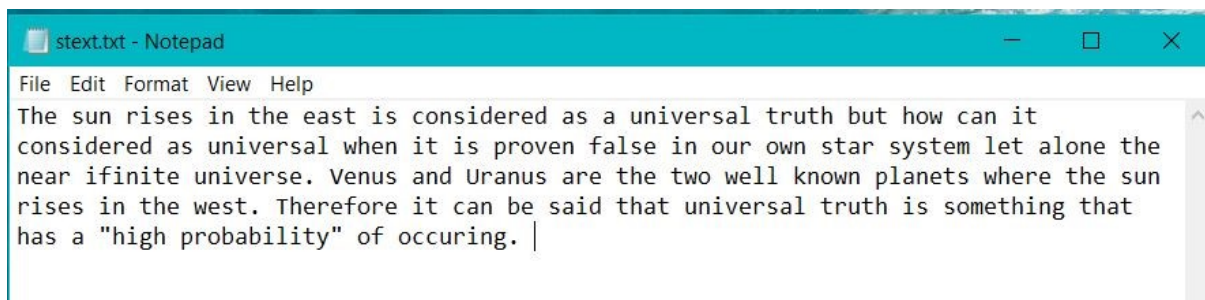 stext.txt - Notepad
File Edit Format View Help
The sun rises in the east is considered as a universal truth but how can it
considered as universal when it is proven false in our own star system let alone the
near ifinite universe. Venus and Uranus are the two well known planets where the sun
rises in the west. Therefore it can be said that universal truth is something that
has a "high probability" of occuring.